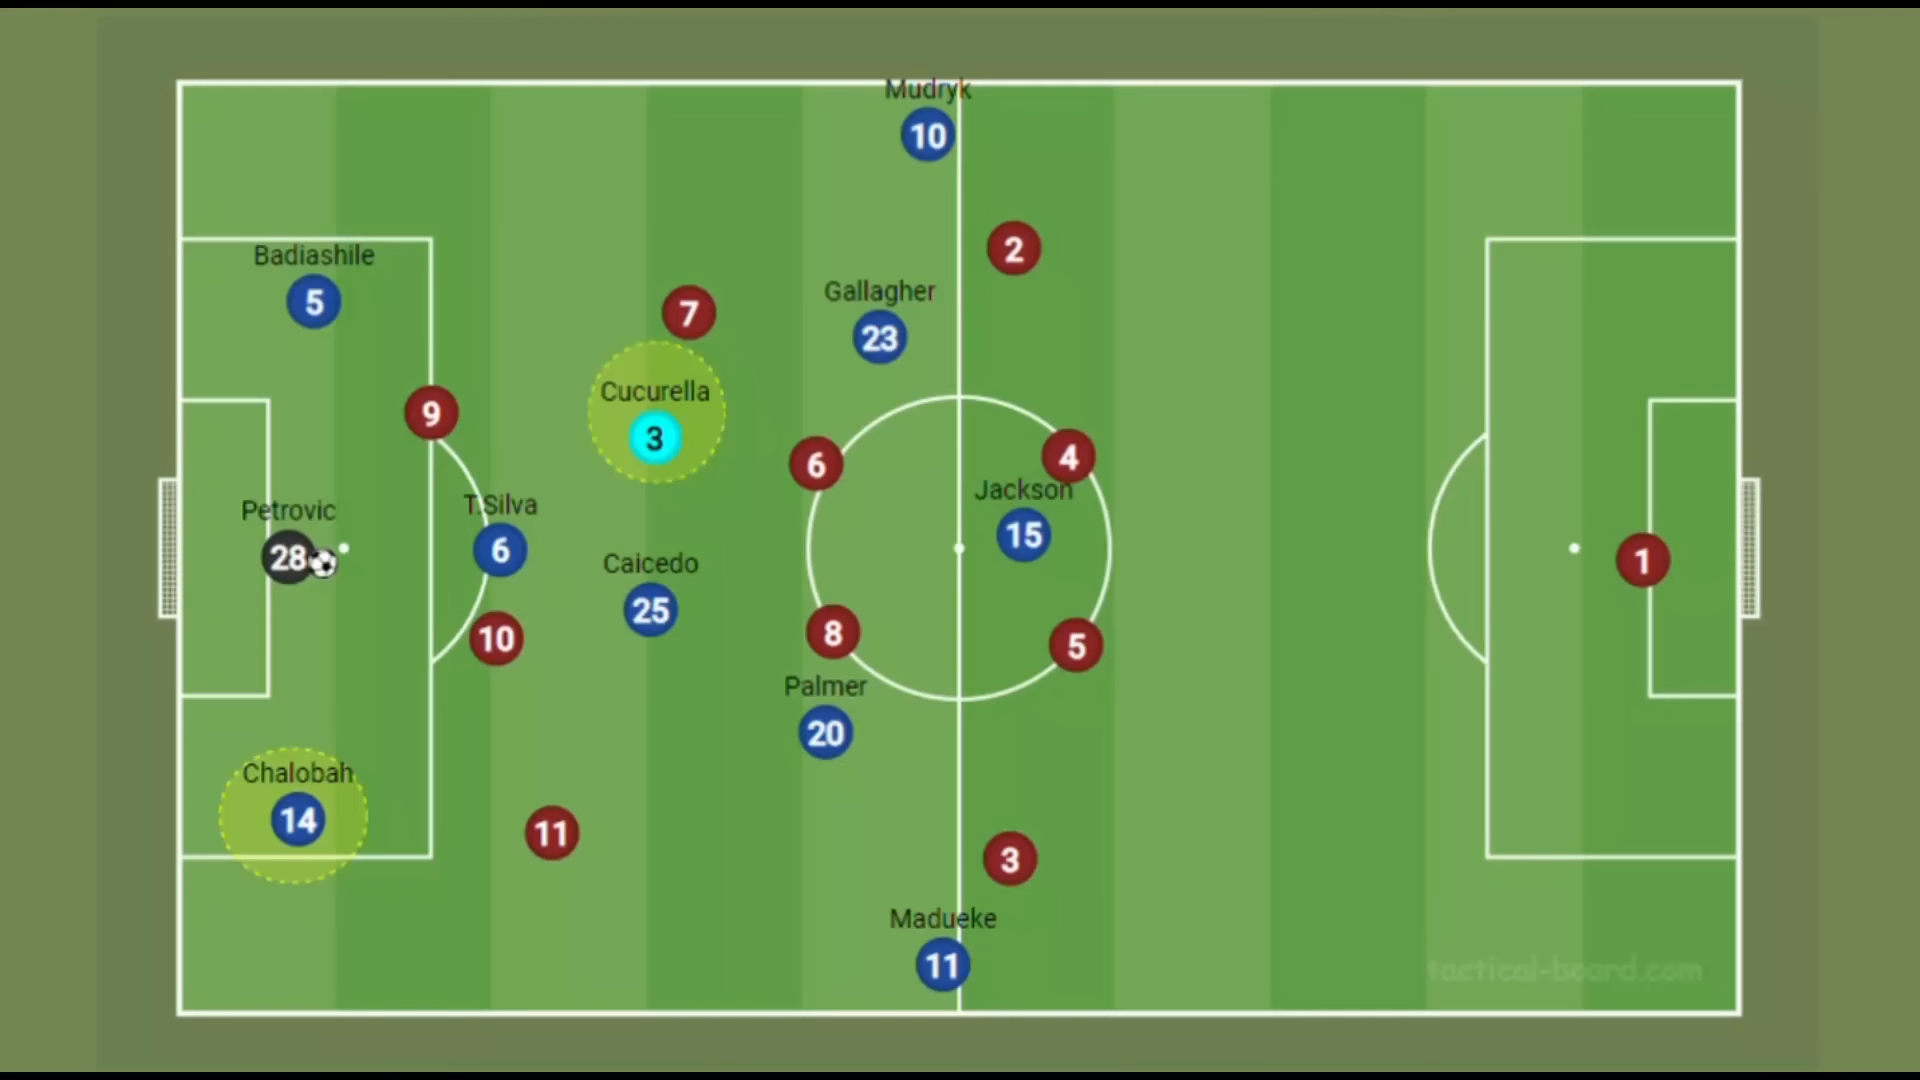 Mudryk
10
2
Badiashile
5
Gallagher
23
7
Cucurella
3
9
6
4
Jackson
15
Petrovic
28
T.Silva
6
Caicedo
25
1
10
8
5
Palmer
20
Chalobah
14
11
3
Madueke
11
tactical-board.com